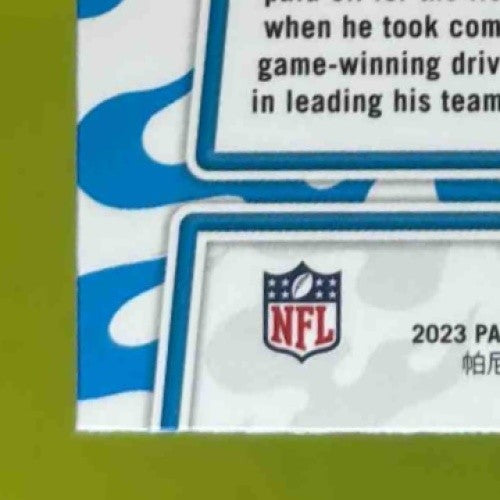 when he took com
game-winning driv
in leading his team
NFL
2023 PA
帕尼